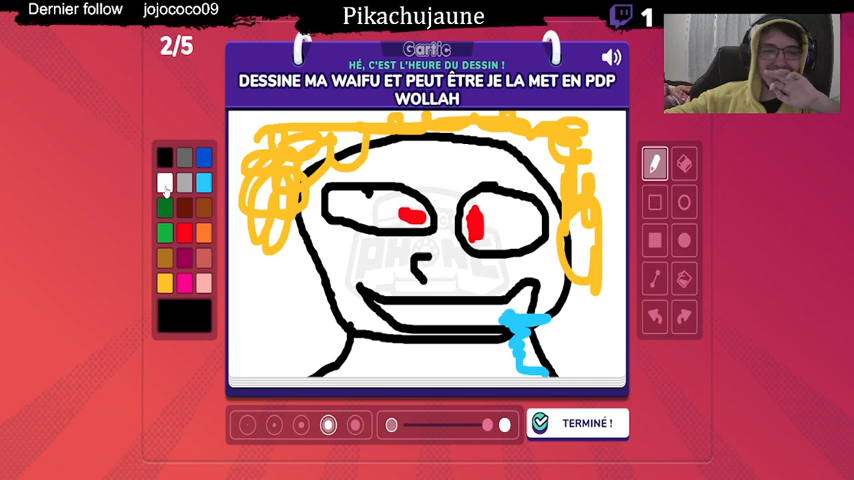 Dernier follow jojococo09
Pikachujaune
1
2/5
Gartic
HÉ, C'EST L'HEURE DU DESSIN !
DESSINE MA WAIFU ET PEUT ÊTRE JE LA MET EN PDP
WOLLAH
PHONE
TERMINÉ !